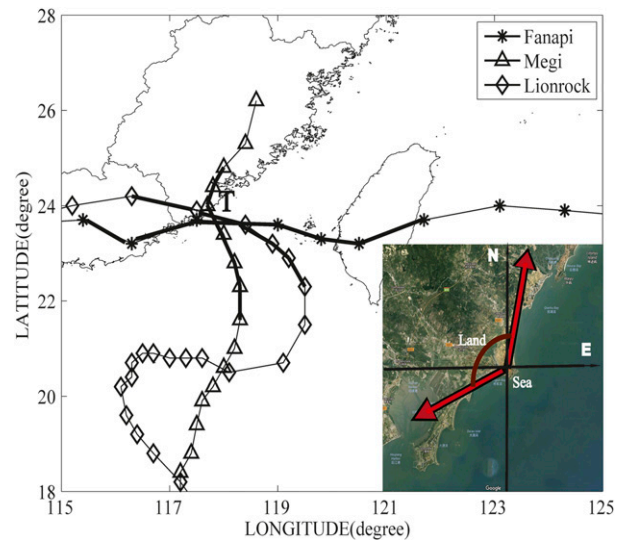 Fanapi
Megi
Lionrock
LATITUDE(degree)
28
26
24
22
20
18
T
N
Land
E
Sea
Google
115 117 119 121 123 125
LONGITUDE(degree)